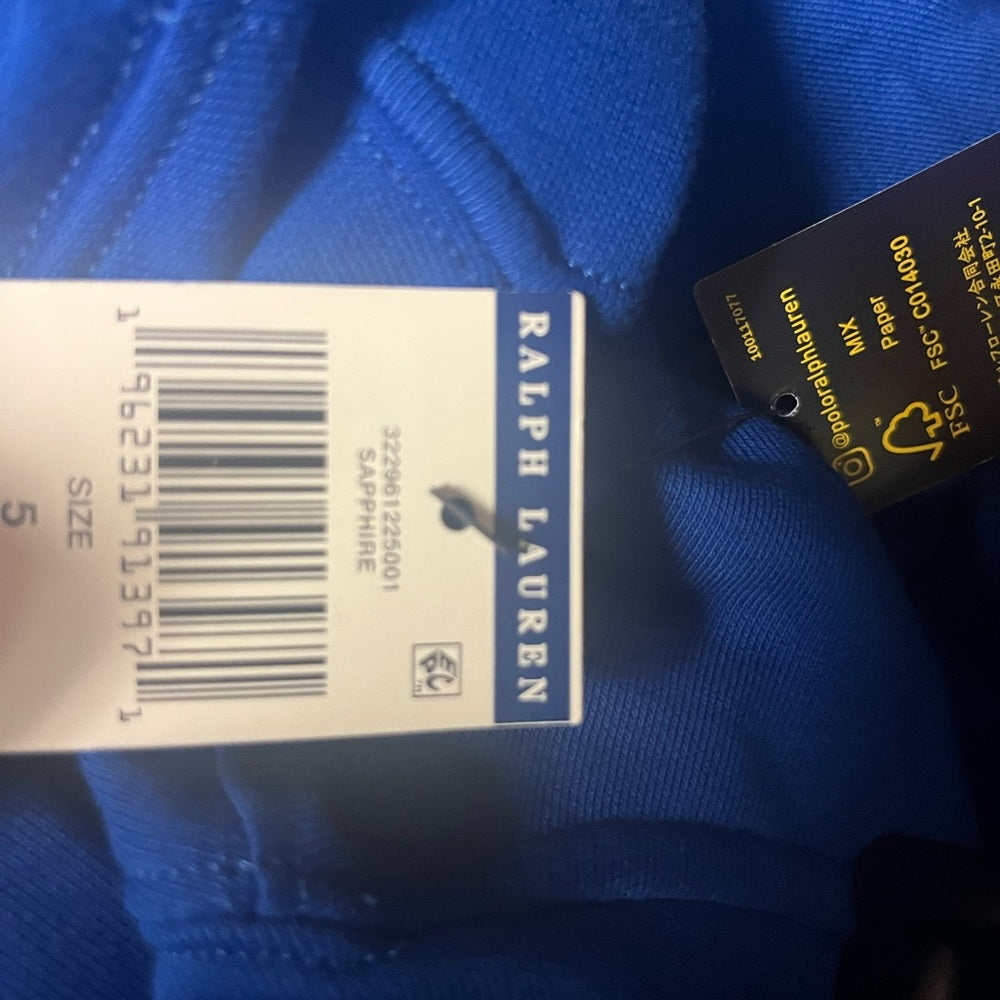 RALPH LAUREN
322961225001
SAPPHIRE
1 96231 91397 1
SIZE
5
100117077
@poloralphlauren
MIX
Paper
FSC™ C014030
FSC